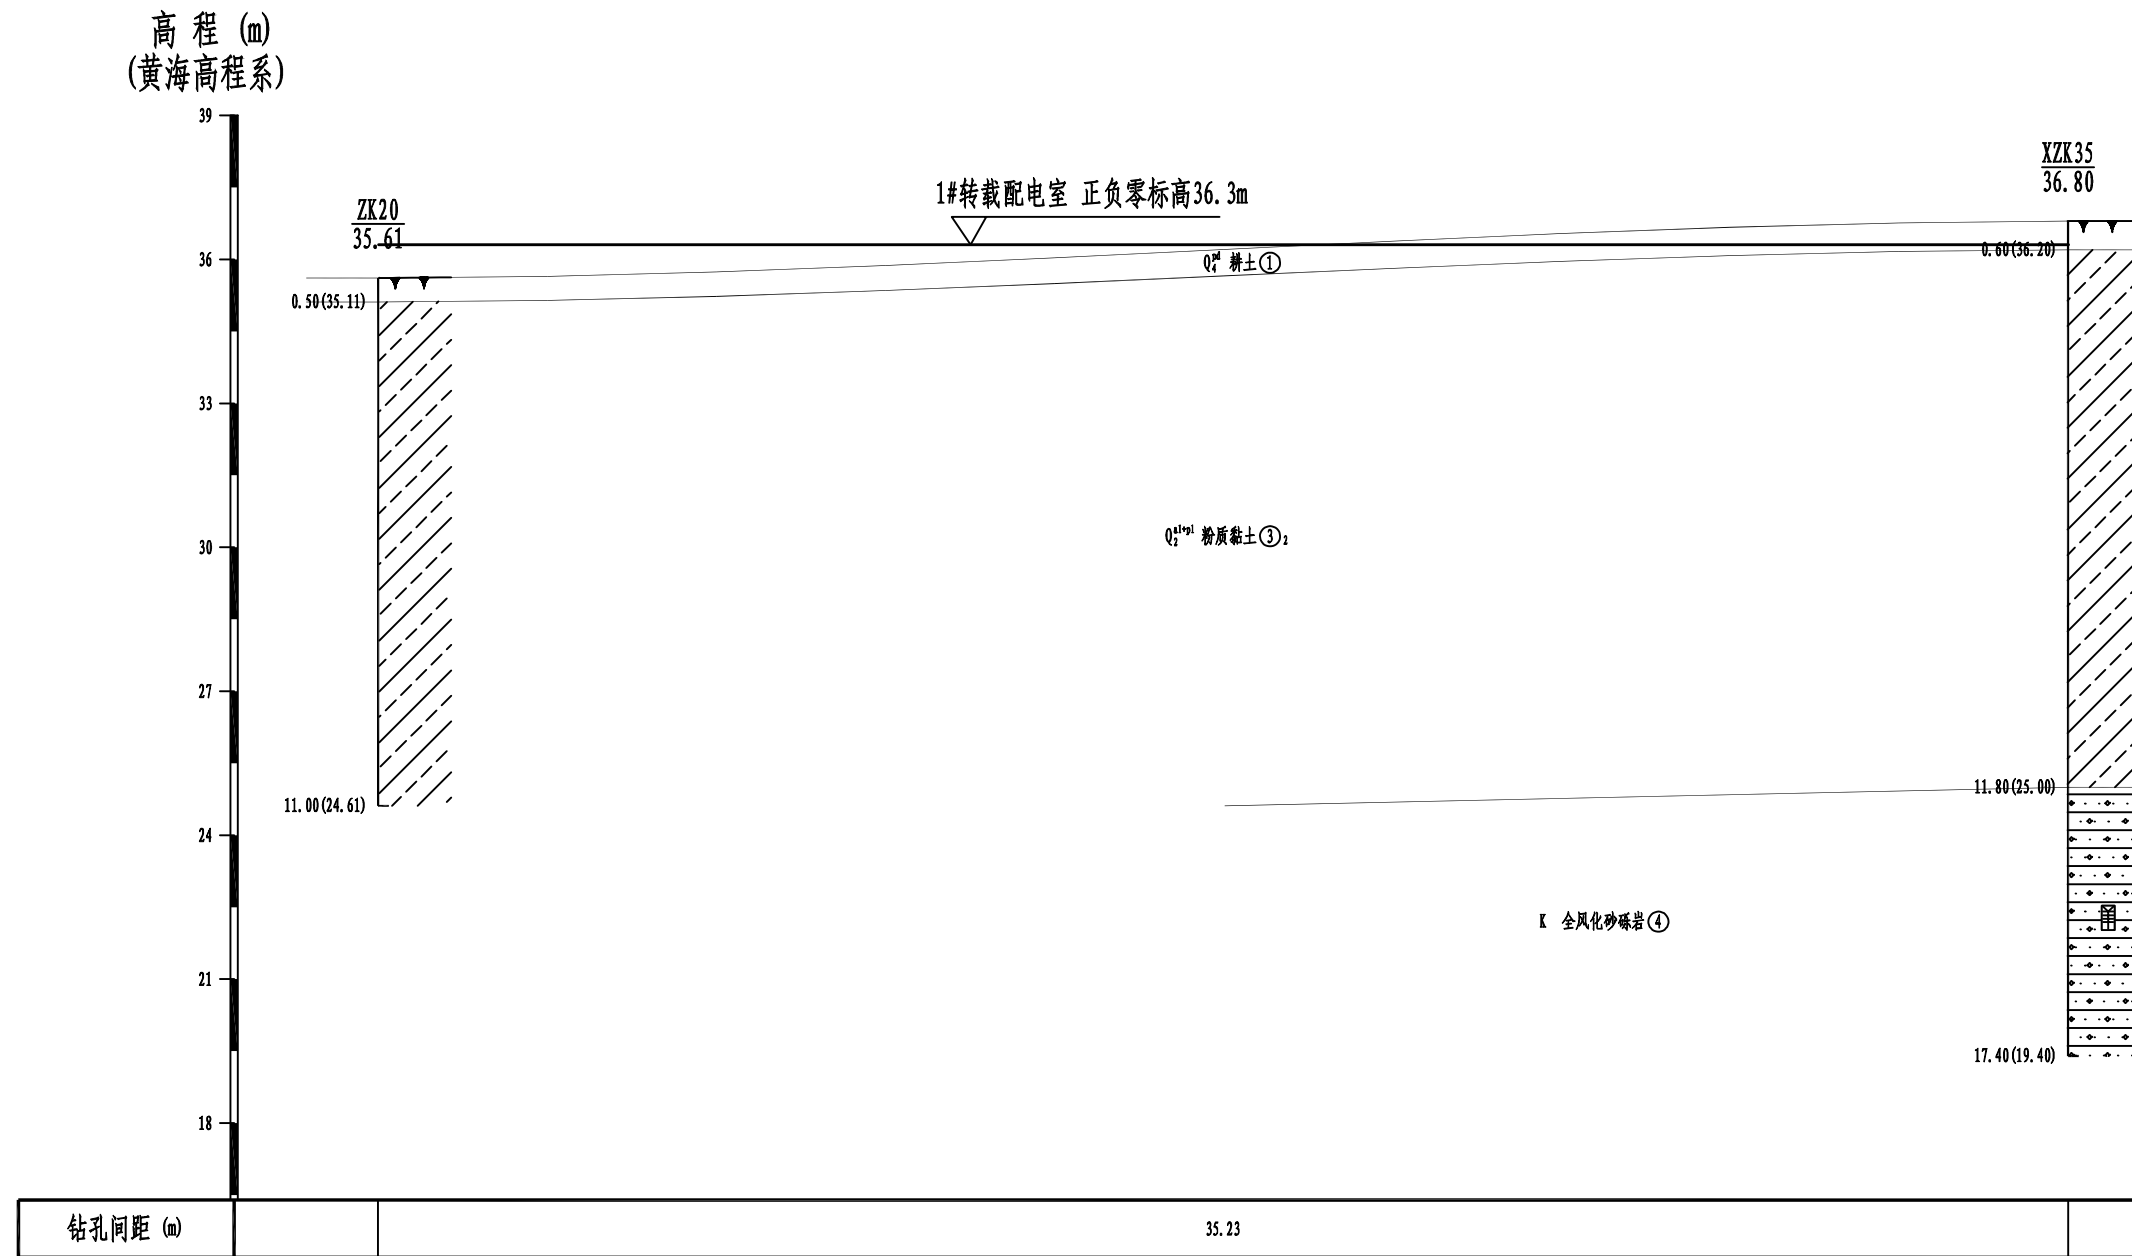 高 程 (m)
(黄海高程系)
39
XZK35
36.80
1#转载配电室 正负零标高36.3m
ZK20
35.61
36
0.60(36.20)
Q₄ᵖᵈ 耕土①
0.50(35.11)
33
30
Q₂ᵃˡ⁺ᵖˡ 粉质黏土③₂
27
11.80(25.00)
11.00(24.61)
24
K 全风化砂砾岩④
21
17.40(19.40)
18
钻孔间距 (m)
35.23